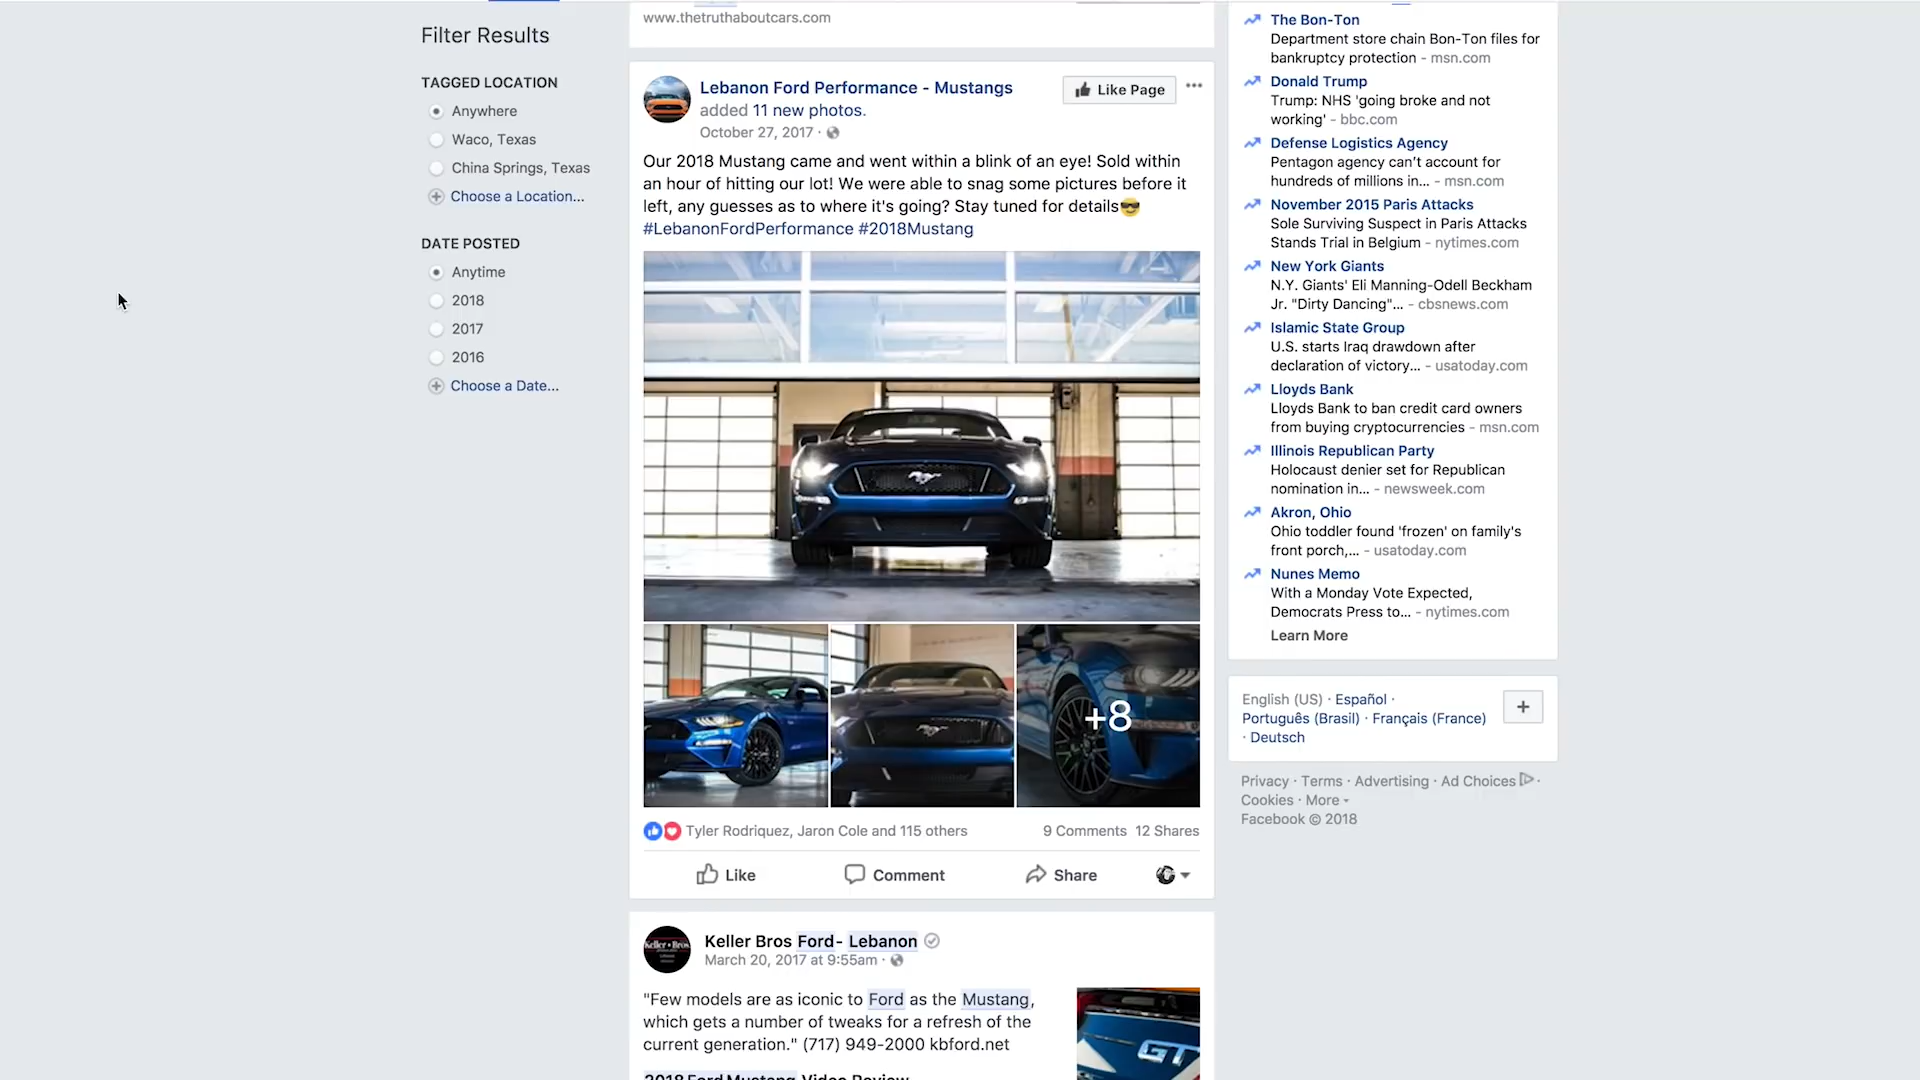 www.thetruthaboutcars.com
Filter Results
TAGGED LOCATION
Anywhere
Waco, Texas
China Springs, Texas
Choose a Location...
DATE POSTED
Anytime
2018
2017
2016
Choose a Date...
Lebanon Ford Performance - Mustangs
added 11 new photos.
October 27, 2017 ·
Like Page
Our 2018 Mustang came and went within a blink of an eye! Sold within
an hour of hitting our lot! We were able to snag some pictures before it
left, any guesses as to where it's going? Stay tuned for details😎
#LebanonFordPerformance #2018Mustang
+8
Tyler Rodriquez, Jaron Cole and 115 others
9 Comments 12 Shares
Like
Comment
Share
Keller Bros Ford- Lebanon
March 20, 2017 at 9:55am ·
"Few models are as iconic to Ford as the Mustang,
which gets a number of tweaks for a refresh of the
current generation." (717) 949-2000 kbford.net
GT
2018 Ford Mustang Video Review
The Bon-Ton
Department store chain Bon-Ton files for
bankruptcy protection - msn.com
Donald Trump
Trump: NHS 'going broke and not
working' - bbc.com
Defense Logistics Agency
Pentagon agency can't account for
hundreds of millions in... - msn.com
November 2015 Paris Attacks
Sole Surviving Suspect in Paris Attacks
Stands Trial in Belgium - nytimes.com
New York Giants
N.Y. Giants' Eli Manning-Odell Beckham
Jr. "Dirty Dancing"... - cbsnews.com
Islamic State Group
U.S. starts Iraq drawdown after
declaration of victory... - usatoday.com
Lloyds Bank
Lloyds Bank to ban credit card owners
from buying cryptocurrencies - msn.com
Illinois Republican Party
Holocaust denier set for Republican
nomination in... - newsweek.com
Akron, Ohio
Ohio toddler found 'frozen' on family's
front porch,... - usatoday.com
Nunes Memo
With a Monday Vote Expected,
Democrats Press to... - nytimes.com
Learn More
English (US) · Español ·
Português (Brasil) · Français (France)
· Deutsch
+
Privacy · Terms · Advertising · Ad Choices ·
Cookies · More
Facebook © 2018